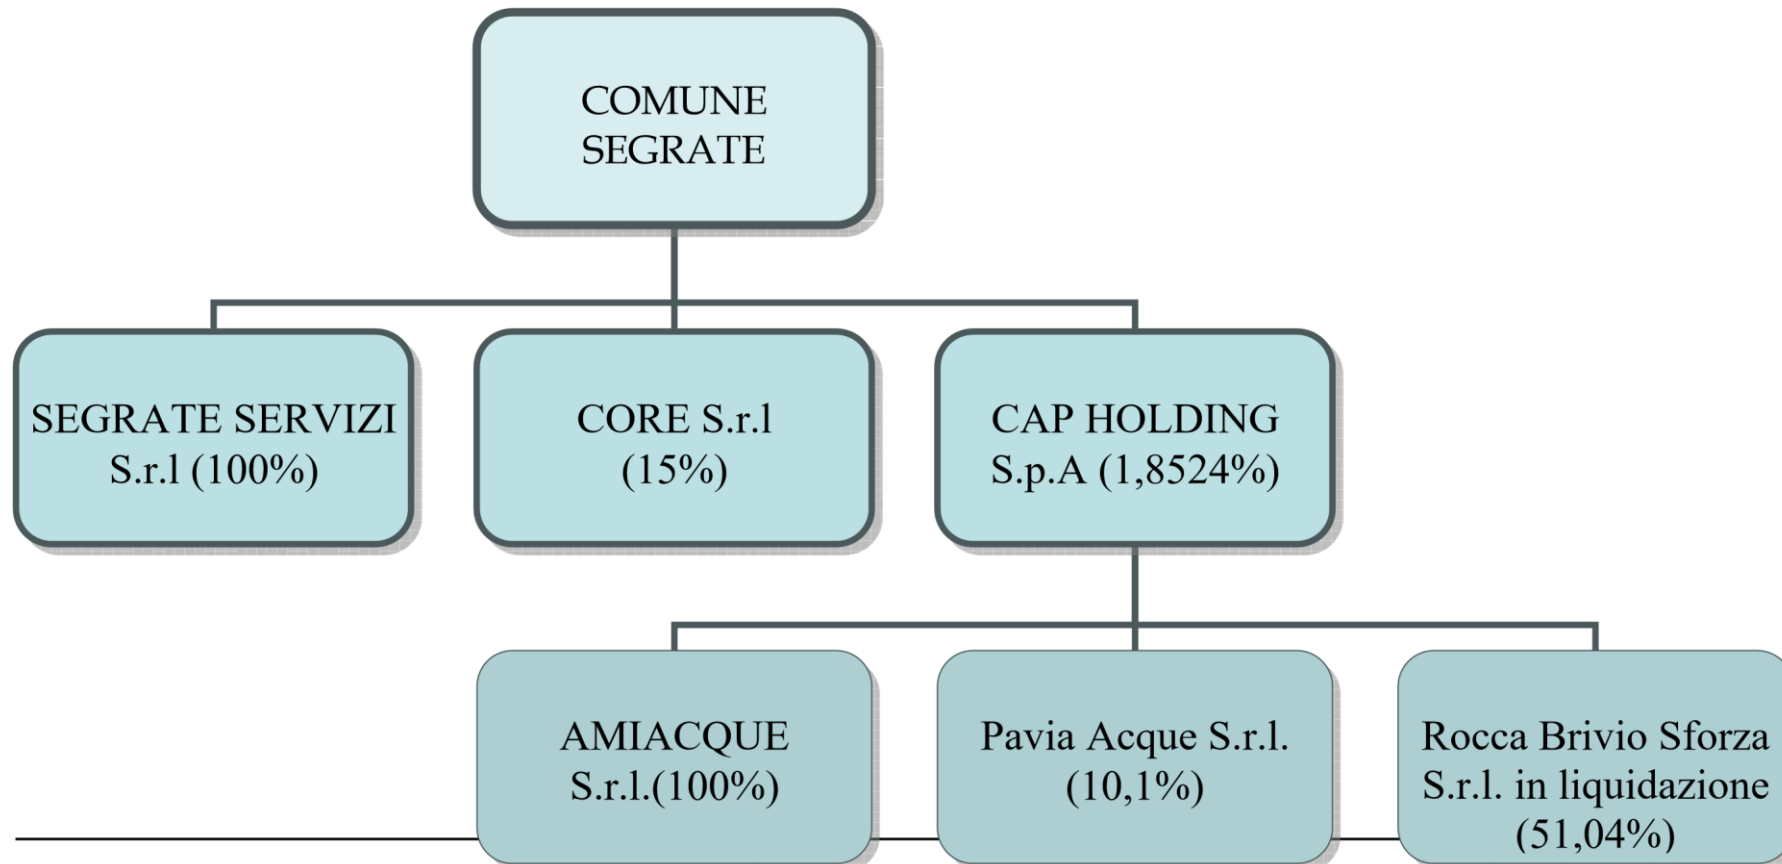 COMUNE
SEGRATE
SEGRATE SERVIZI
S.r.l (100%)
CORE S.r.l
(15%)
CAP HOLDING
S.p.A (1,8524%)
AMIACQUE
S.r.l.(100%)
Pavia Acque S.r.l.
(10,1%)
Rocca Brivio Sforza
S.r.l. in liquidazione
(51,04%)